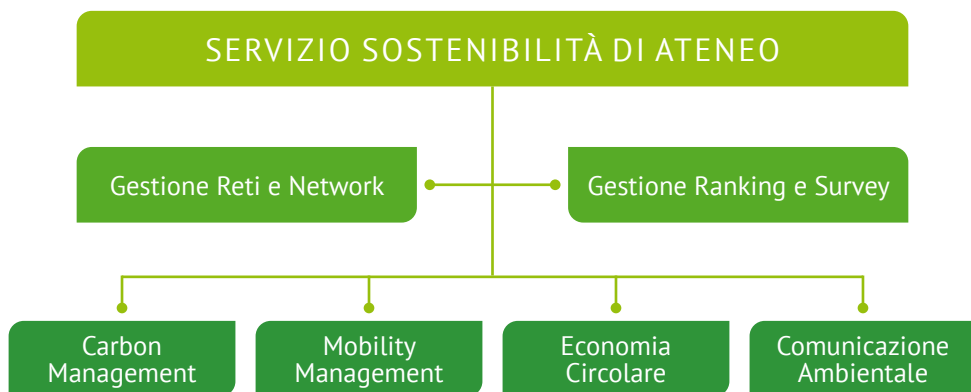 SERVIZIO SOSTENIBILITÀ DI ATENEO
Gestione Reti e Network
Gestione Ranking e Survey
Carbon
Management
Mobility
Management
Economia
Circolare
Comunicazione
Ambientale